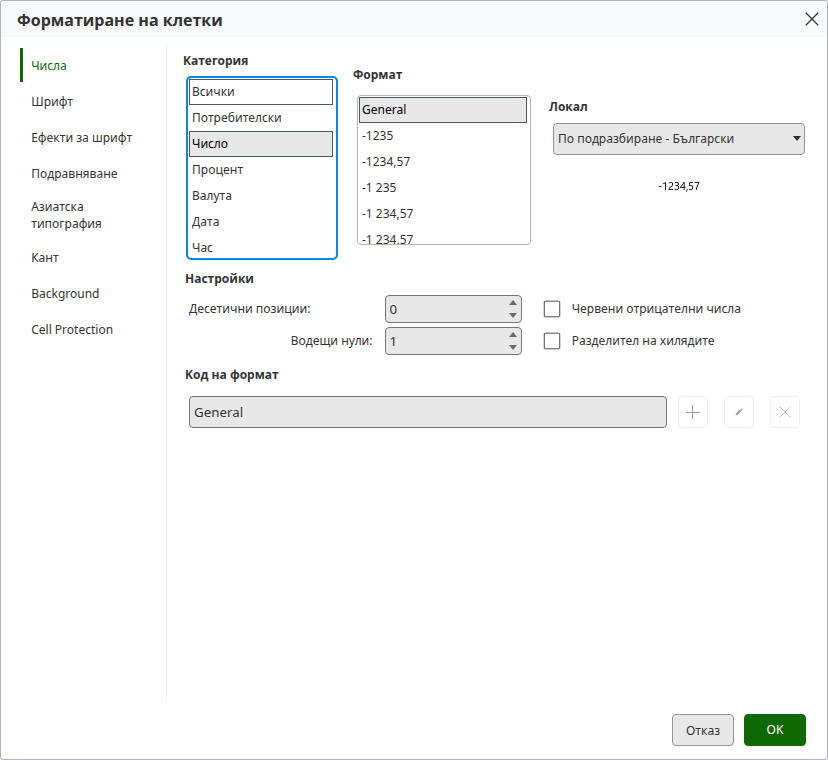 Форматиране на клетки
Числа
Шрифт
Ефекти за шрифт
Подравняване
Азиатска
типография
Кант
Background
Cell Protection
Категория
Всички
Потребителски
Число
Процент
Валута
Дата
Час
Формат
General
-1235
-1234,57
-1 235
-1 234,57
-1 234,57
Локал
По подразбиране - Български
-1234,57
Настройки
Десетични позиции:
0
Червени отрицателни числа
Водещи нули:
1
Разделител на хилядите
Код на формат
General
Отказ
OK